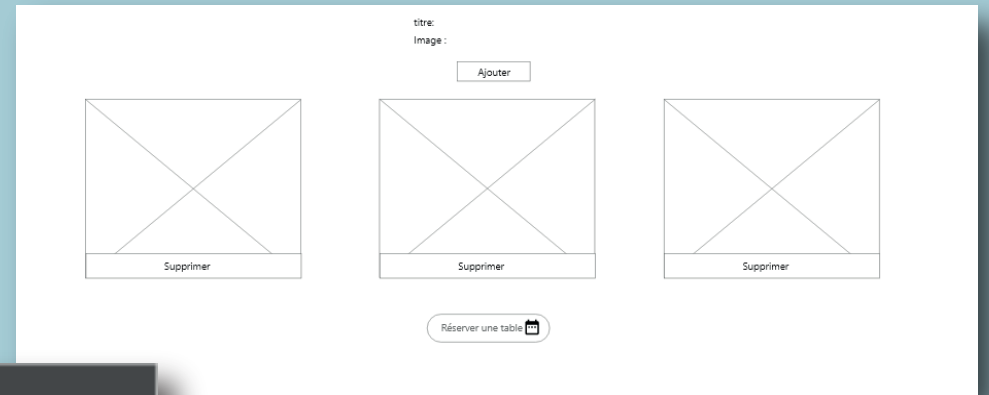 titre:
Image :
Ajouter
Supprimer
Supprimer
Supprimer
Réserver une table